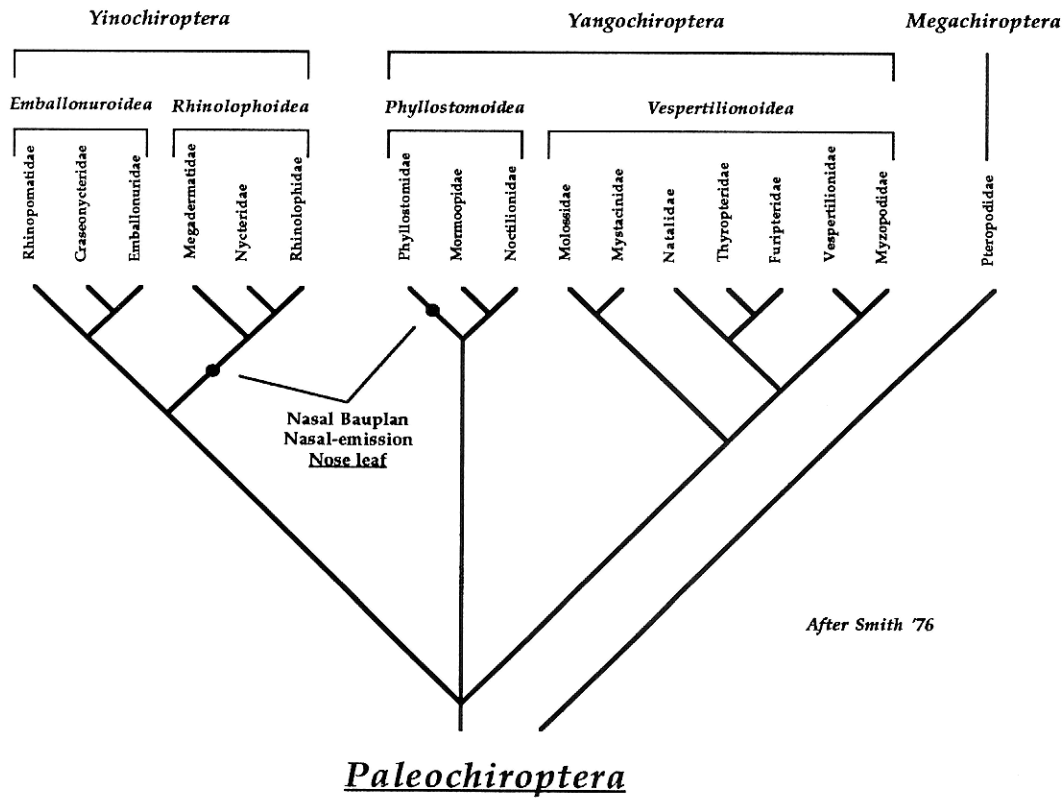 Yinochiroptera
Yangochiroptera
Megachiroptera
Emballonuroidea
Rhinolophoidea
Phyllostomoidea
Vespertilionoidea
Rhinopomatidae
Craseonycteridae
Emballonuridae
Megadermatidae
Nycteridae
Rhinolophidae
Phyllostomidae
Mormoopidae
Noctilionidae
Molossidae
Mystacinidae
Natalidae
Thyropteridae
Furipteridae
Vespertilionidae
Myzopodidae
Pteropodidae
Nasal Bauplan
Nasal-emission
Nose leaf
After Smith '76
Paleochiroptera